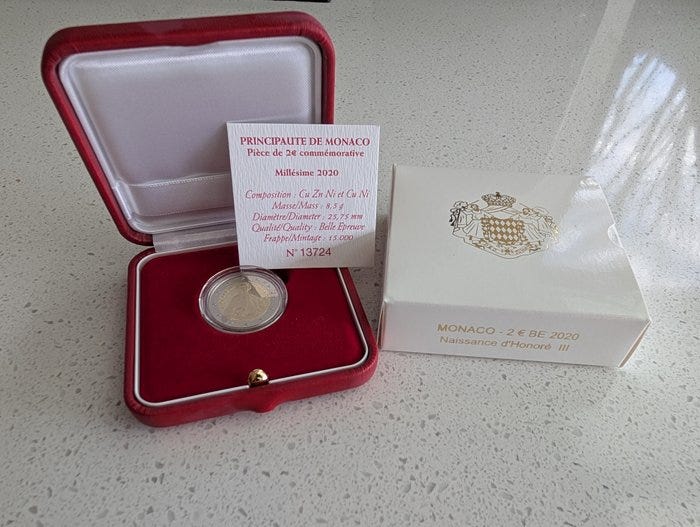 PRINCIPAUTE DE MONACO
Pièce de 2€ commémorative
Millésime 2020
Composition : Cu Zn Ni et Cu Ni
Masse/Mass : 8,5 g
Diamètre/Diameter : 25,75 mm
Qualité/Quality : Belle Epreuve
Frappe/Mintage : 15.000
N° 13724
MONACO - 2 € BE 2020
Naissance d'Honoré III